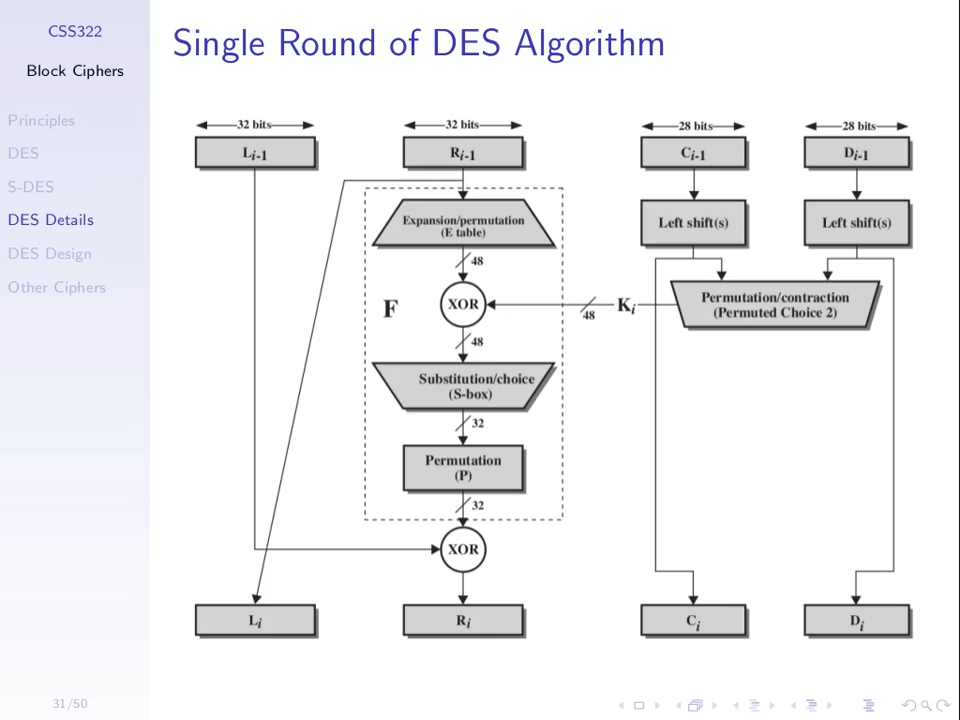 CSS322
Block Ciphers
Principles
DES
S-DES
DES Details
DES Design
Other Ciphers
31/50
Single Round of DES Algorithm
32 bits
32 bits
28 bits
28 bits
Li-1
Ri-1
Ci-1
Di-1
Expansion/permutation
(E table)
Left shift(s)
Left shift(s)
48
F
XOR
48
Ki
Permutation/contraction
(Permuted Choice 2)
48
Substitution/choice
(S-box)
32
Permutation
(P)
32
XOR
Li
Ri
Ci
Di